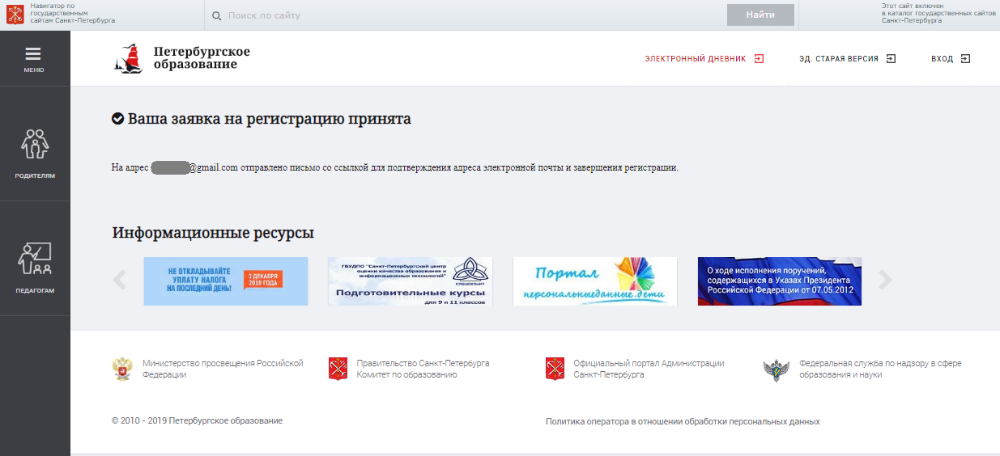 Навигатор по
государственным
сайтам Санкт-Петербурга
Поиск по сайту
Найти
Этот сайт включен
в каталог государственных сайтов
Санкт-Петербурга
МЕНЮ
Петербургское
образование
ЭЛЕКТРОННЫЙ ДНЕВНИК
ЭД. СТАРАЯ ВЕРСИЯ
ВХОД
РОДИТЕЛЯМ
ПЕДАГОГАМ
Ваша заявка на регистрацию принята
На адрес @gmail.com отправлено письмо со ссылкой для подтверждения адреса электронной почты и завершения регистрации.
Информационные ресурсы
НЕ ОТКЛАДЫВАЙТЕ
УПЛАТУ НАЛОГА
НА ПОСЛЕДНИЙ ДЕНЬ!
3 ДЕКАБРЯ
2018 ГОДА
ГБУДПО "Санкт-Петербургский центр
оценки качества образования и
информационных технологий"
СПБЦОКОИИТ
Подготовительные курсы
для 9 и 11 классов
Портал
персональныеданные.дети
О ходе исполнения поручений,
содержащихся в Указах Президента
Российской Федерации от 07.05.2012
Министерство просвещения Российской
Федерации
Правительство Санкт-Петербурга
Комитет по образованию
Официальный портал Администрации
Санкт-Петербурга
Федеральная служба по надзору в сфере
образования и науки
© 2010 - 2019 Петербургское образование
Политика оператора в отношении обработки персональных данных